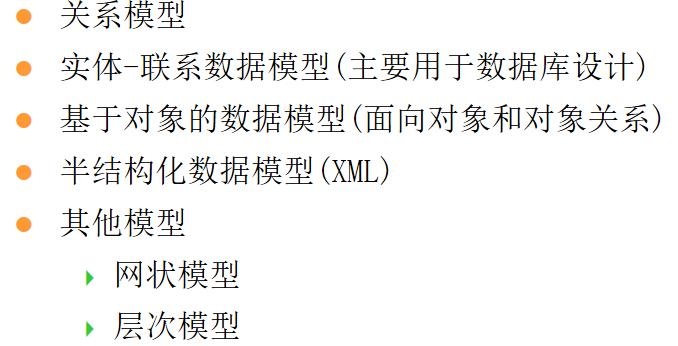 关系模型
实体-联系数据模型(主要用于数据库设计)
基于对象的数据模型(面向对象和对象关系)
半结构化数据模型(XML)
其他模型
网状模型
层次模型